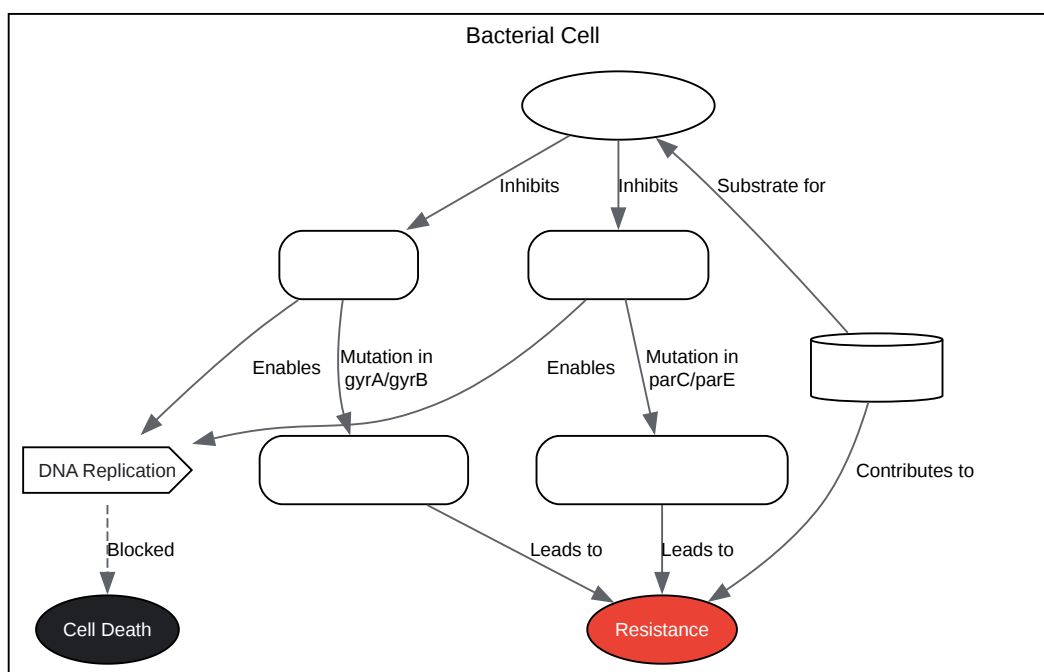 Bacterial Cell
Inhibits
Inhibits
Substrate for
Enables
Mutation in
gyrA/gyrB
Enables
Mutation in
parC/parE
DNA Replication
Contributes to
Blocked
Leads to
Leads to
Cell Death
Resistance